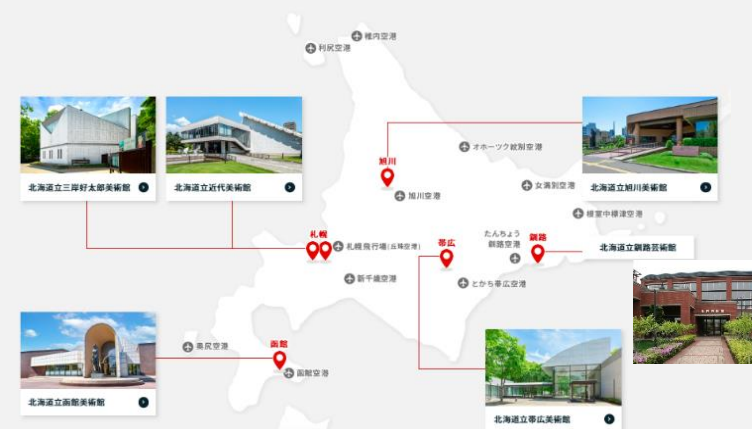 稚内空港
利尻空港
北海道立三岸好太郎美術館
北海道立近代美術館
旭川
オホーツク紋別空港
北海道立旭川美術館
女満別空港
旭川空港
根室中標津空港
札幌
札幌飛行場(丘珠空港)
帯広
たんちょう
釧路空港
釧路
北海道立釧路芸術館
新千歳空港
とかち帯広空港
奥尻空港
函館
函館空港
北海道立函館美術館
北海道立帯広美術館